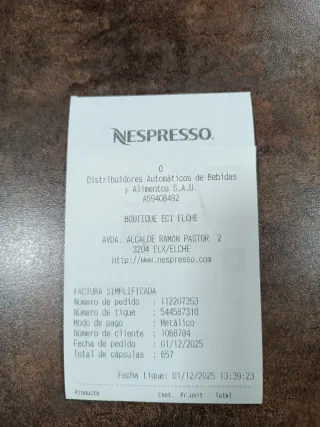 NESPRESSO.
O
Distribuidores Automáticos de Bebidas
y Alimentos S.A.U.
A59408492
BOUTIQUE ECI ELCHE
AVDA. ALCALDE RAMON PASTOR 2
3204 ELX/ELCHE
http://www.nespresso.com
FACTURA SIMPLIFICADA
Número de pedido : 112207353
Número de tique : 544587310
Modo de pago : Metálico
Número de cliente : 1068784
Fecha de pedido : 01/12/2025
Total de cápsulas : 657
Fecha tique: 01/12/2025 13:39:23
Producto Cant. Pr.unit Total